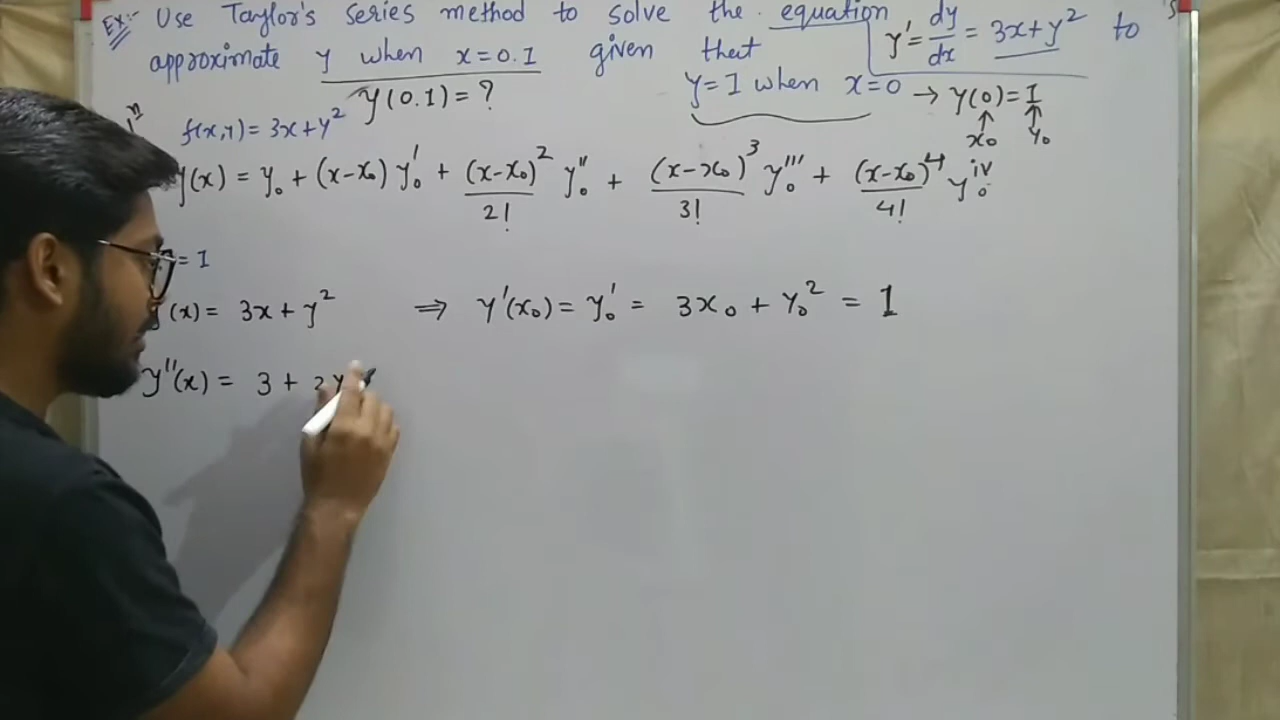 Ex:- Use Taylor's series method to solve the equation y' = dy/dx = 3x+y² to
approximate y when x=0.1 given that
y=1 when x=0 → y(0)=1
y(0.1)=?
x₀ y₀
f(x,y)=3x+y²
y(x) = y₀ + (x-x₀) y₀' + (x-x₀)²/2! y₀'' + (x-x₀)³/3! y₀''' + (x-x₀)⁴/4! y₀ⁱᵛ
= 1
y'(x) = 3x+y² ⇒ y'(x₀) = y₀' = 3x₀ + y₀² = 1
y''(x) = 3 + 2y